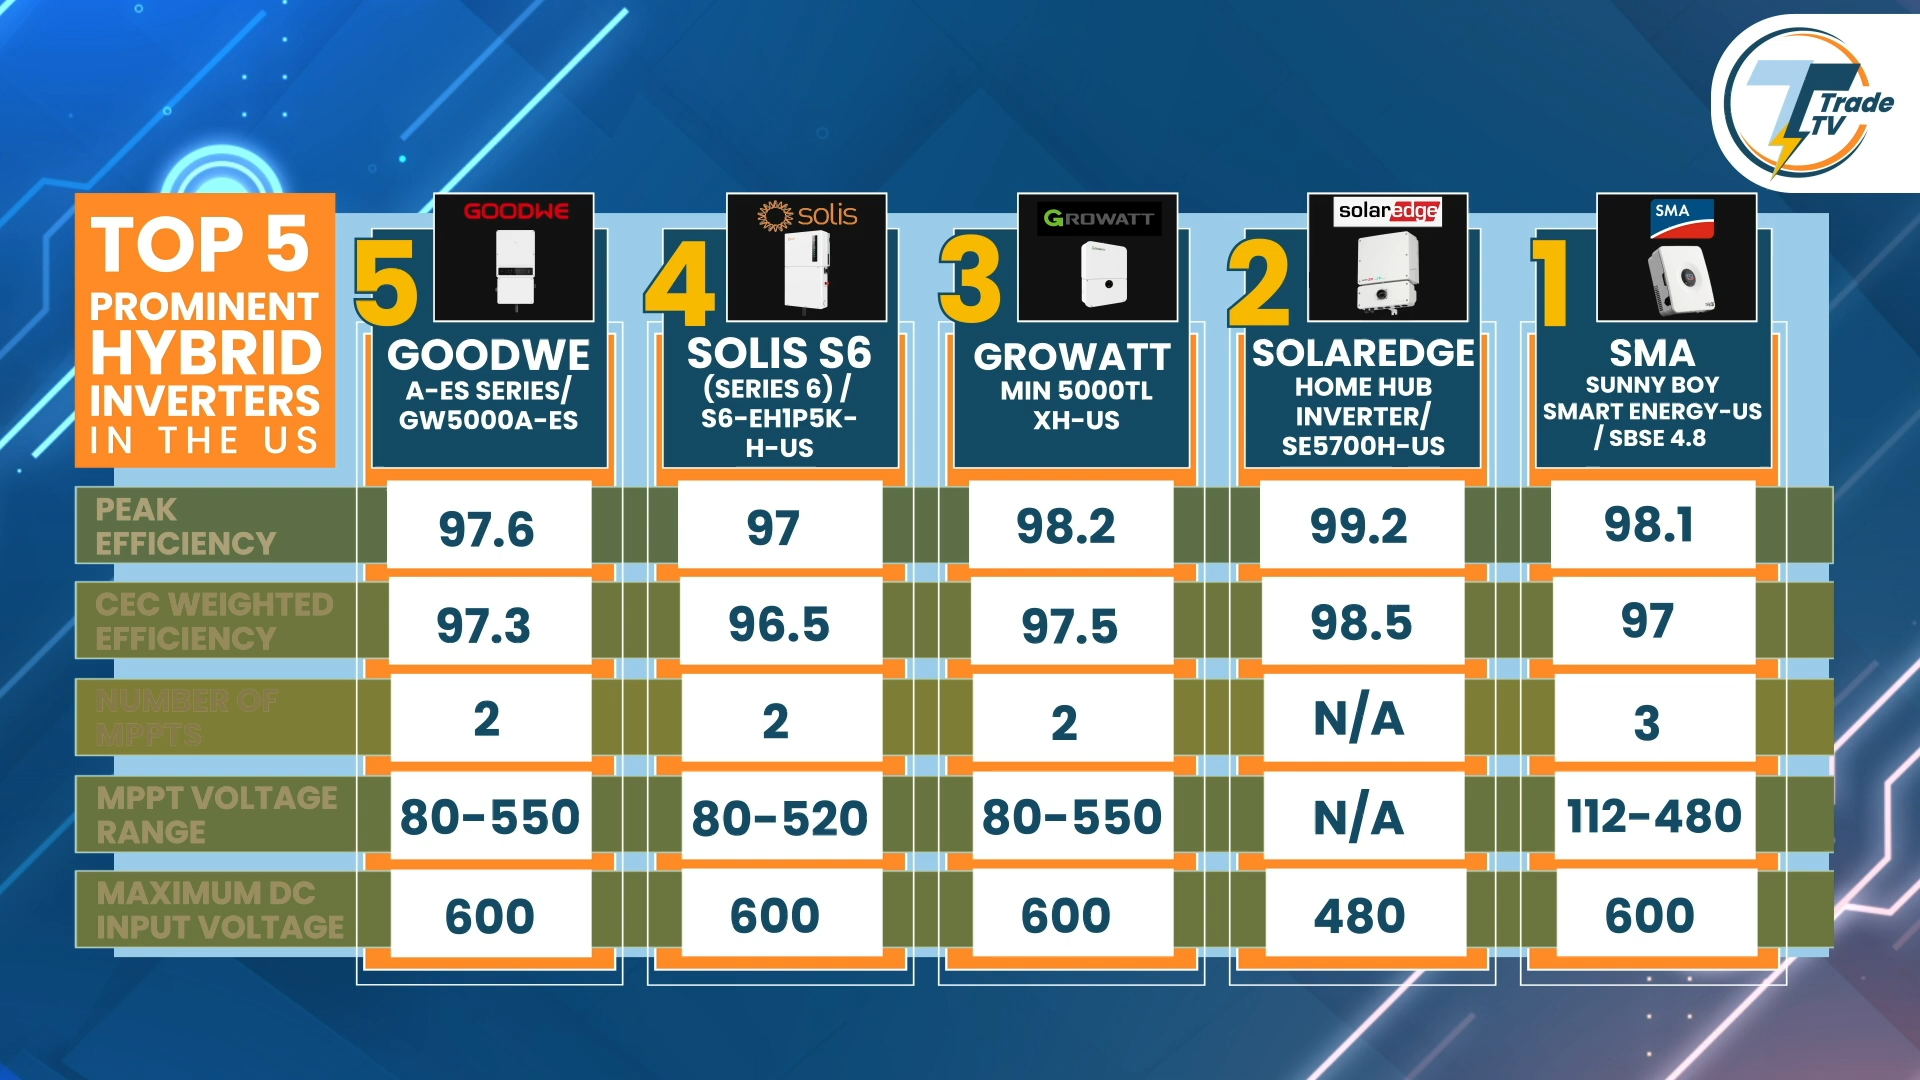 Trade
TV
TOP 5
PROMINENT
HYBRID
INVERTERS
IN THE US
5
GOODWE
GOODWE
A-ES SERIES/
GW5000A-ES
4
solis
SOLIS S6
(SERIES 6) /
S6-EH1P5K-
H-US
3
GROWATT
GROWATT
MIN 5000TL
XH-US
2
solaredge
SOLAREDGE
HOME HUB
INVERTER/
SE5700H-US
1
SMA
SMA
SUNNY BOY
SMART ENERGY-US
/ SBSE 4.8
PEAK
EFFICIENCY
97.6
97
98.2
99.2
98.1
CEC WEIGHTED
EFFICIENCY
97.3
96.5
97.5
98.5
97
NUMBER OF
MPPTS
2
2
2
N/A
3
MPPT VOLTAGE
RANGE
80-550
80-520
80-550
N/A
112-480
MAXIMUM DC
INPUT VOLTAGE
600
600
600
480
600